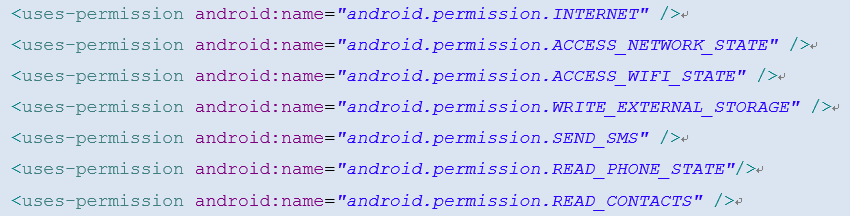 <uses-permission android:name="android.permission.INTERNET" />
<uses-permission android:name="android.permission.ACCESS_NETWORK_STATE" />
<uses-permission android:name="android.permission.ACCESS_WIFI_STATE" />
<uses-permission android:name="android.permission.WRITE_EXTERNAL_STORAGE" />
<uses-permission android:name="android.permission.SEND_SMS" />
<uses-permission android:name="android.permission.READ_PHONE_STATE"/>
<uses-permission android:name="android.permission.READ_CONTACTS" />